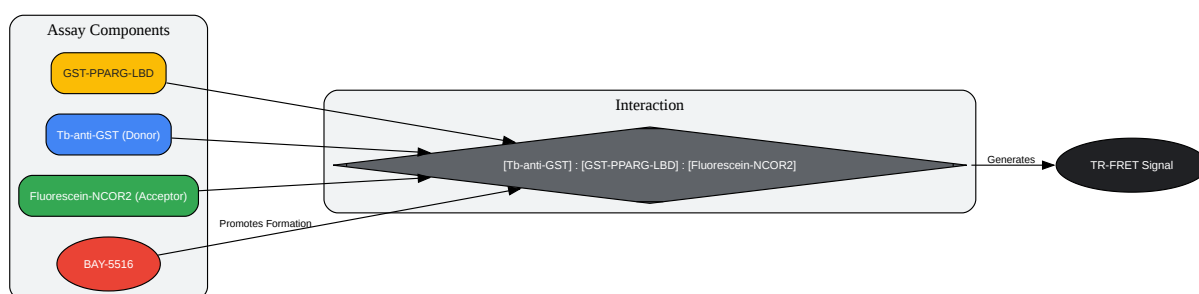 Assay Components
GST-PPARG-LBD
Tb-anti-GST (Donor)
Fluorescein-NCOR2 (Acceptor)
BAY-5516
Promotes Formation
Interaction
[Tb-anti-GST] : [GST-PPARG-LBD] : [Fluorescein-NCOR2]
Generates
TR-FRET Signal